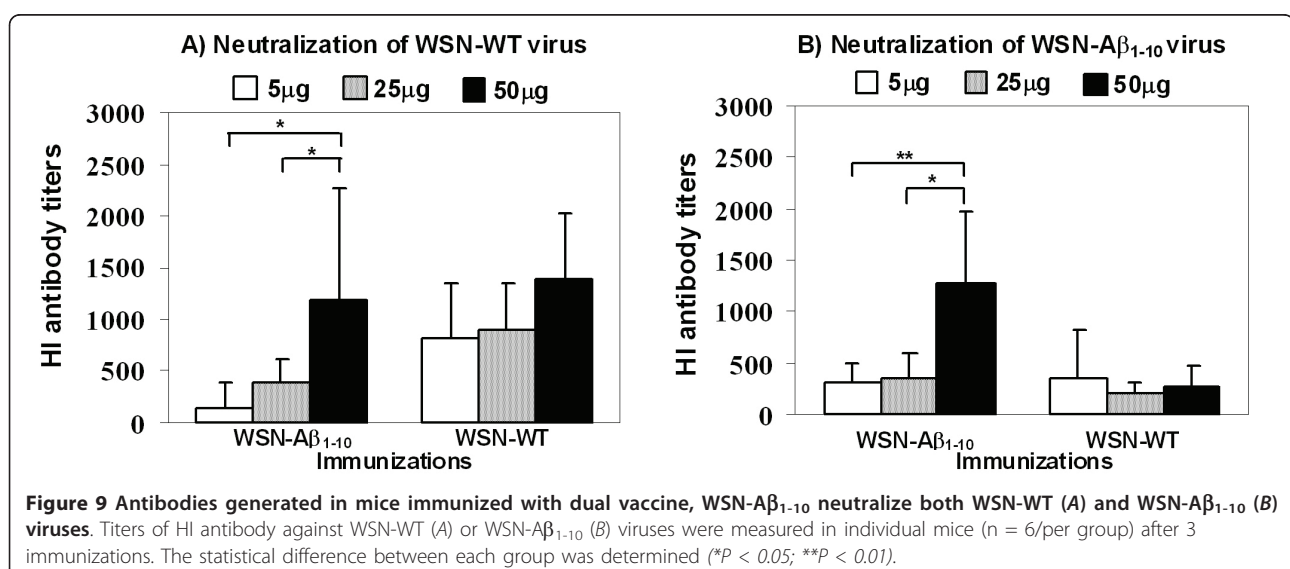 A) Neutralization of WSN-WT virus
5μg 25μg 50μg
3000
2500
2000
1500
1000
500
0
HI antibody titers
* 
*
WSN-Aβ1-10 WSN-WT
Immunizations
B) Neutralization of WSN-Aβ1-10 virus
5μg 25μg 50μg
3000
2500
2000
1500
1000
500
0
HI antibody titers
**
*
WSN-Aβ1-10 WSN-WT
Immunizations
Figure 9 Antibodies generated in mice immunized with dual vaccine, WSN-Aβ1-10 neutralize both WSN-WT (A) and WSN-Aβ1-10 (B)
viruses. Titers of HI antibody against WSN-WT (A) or WSN-Aβ1-10 (B) viruses were measured in individual mice (n = 6/per group) after 3
immunizations. The statistical difference between each group was determined (*P < 0.05; **P < 0.01).